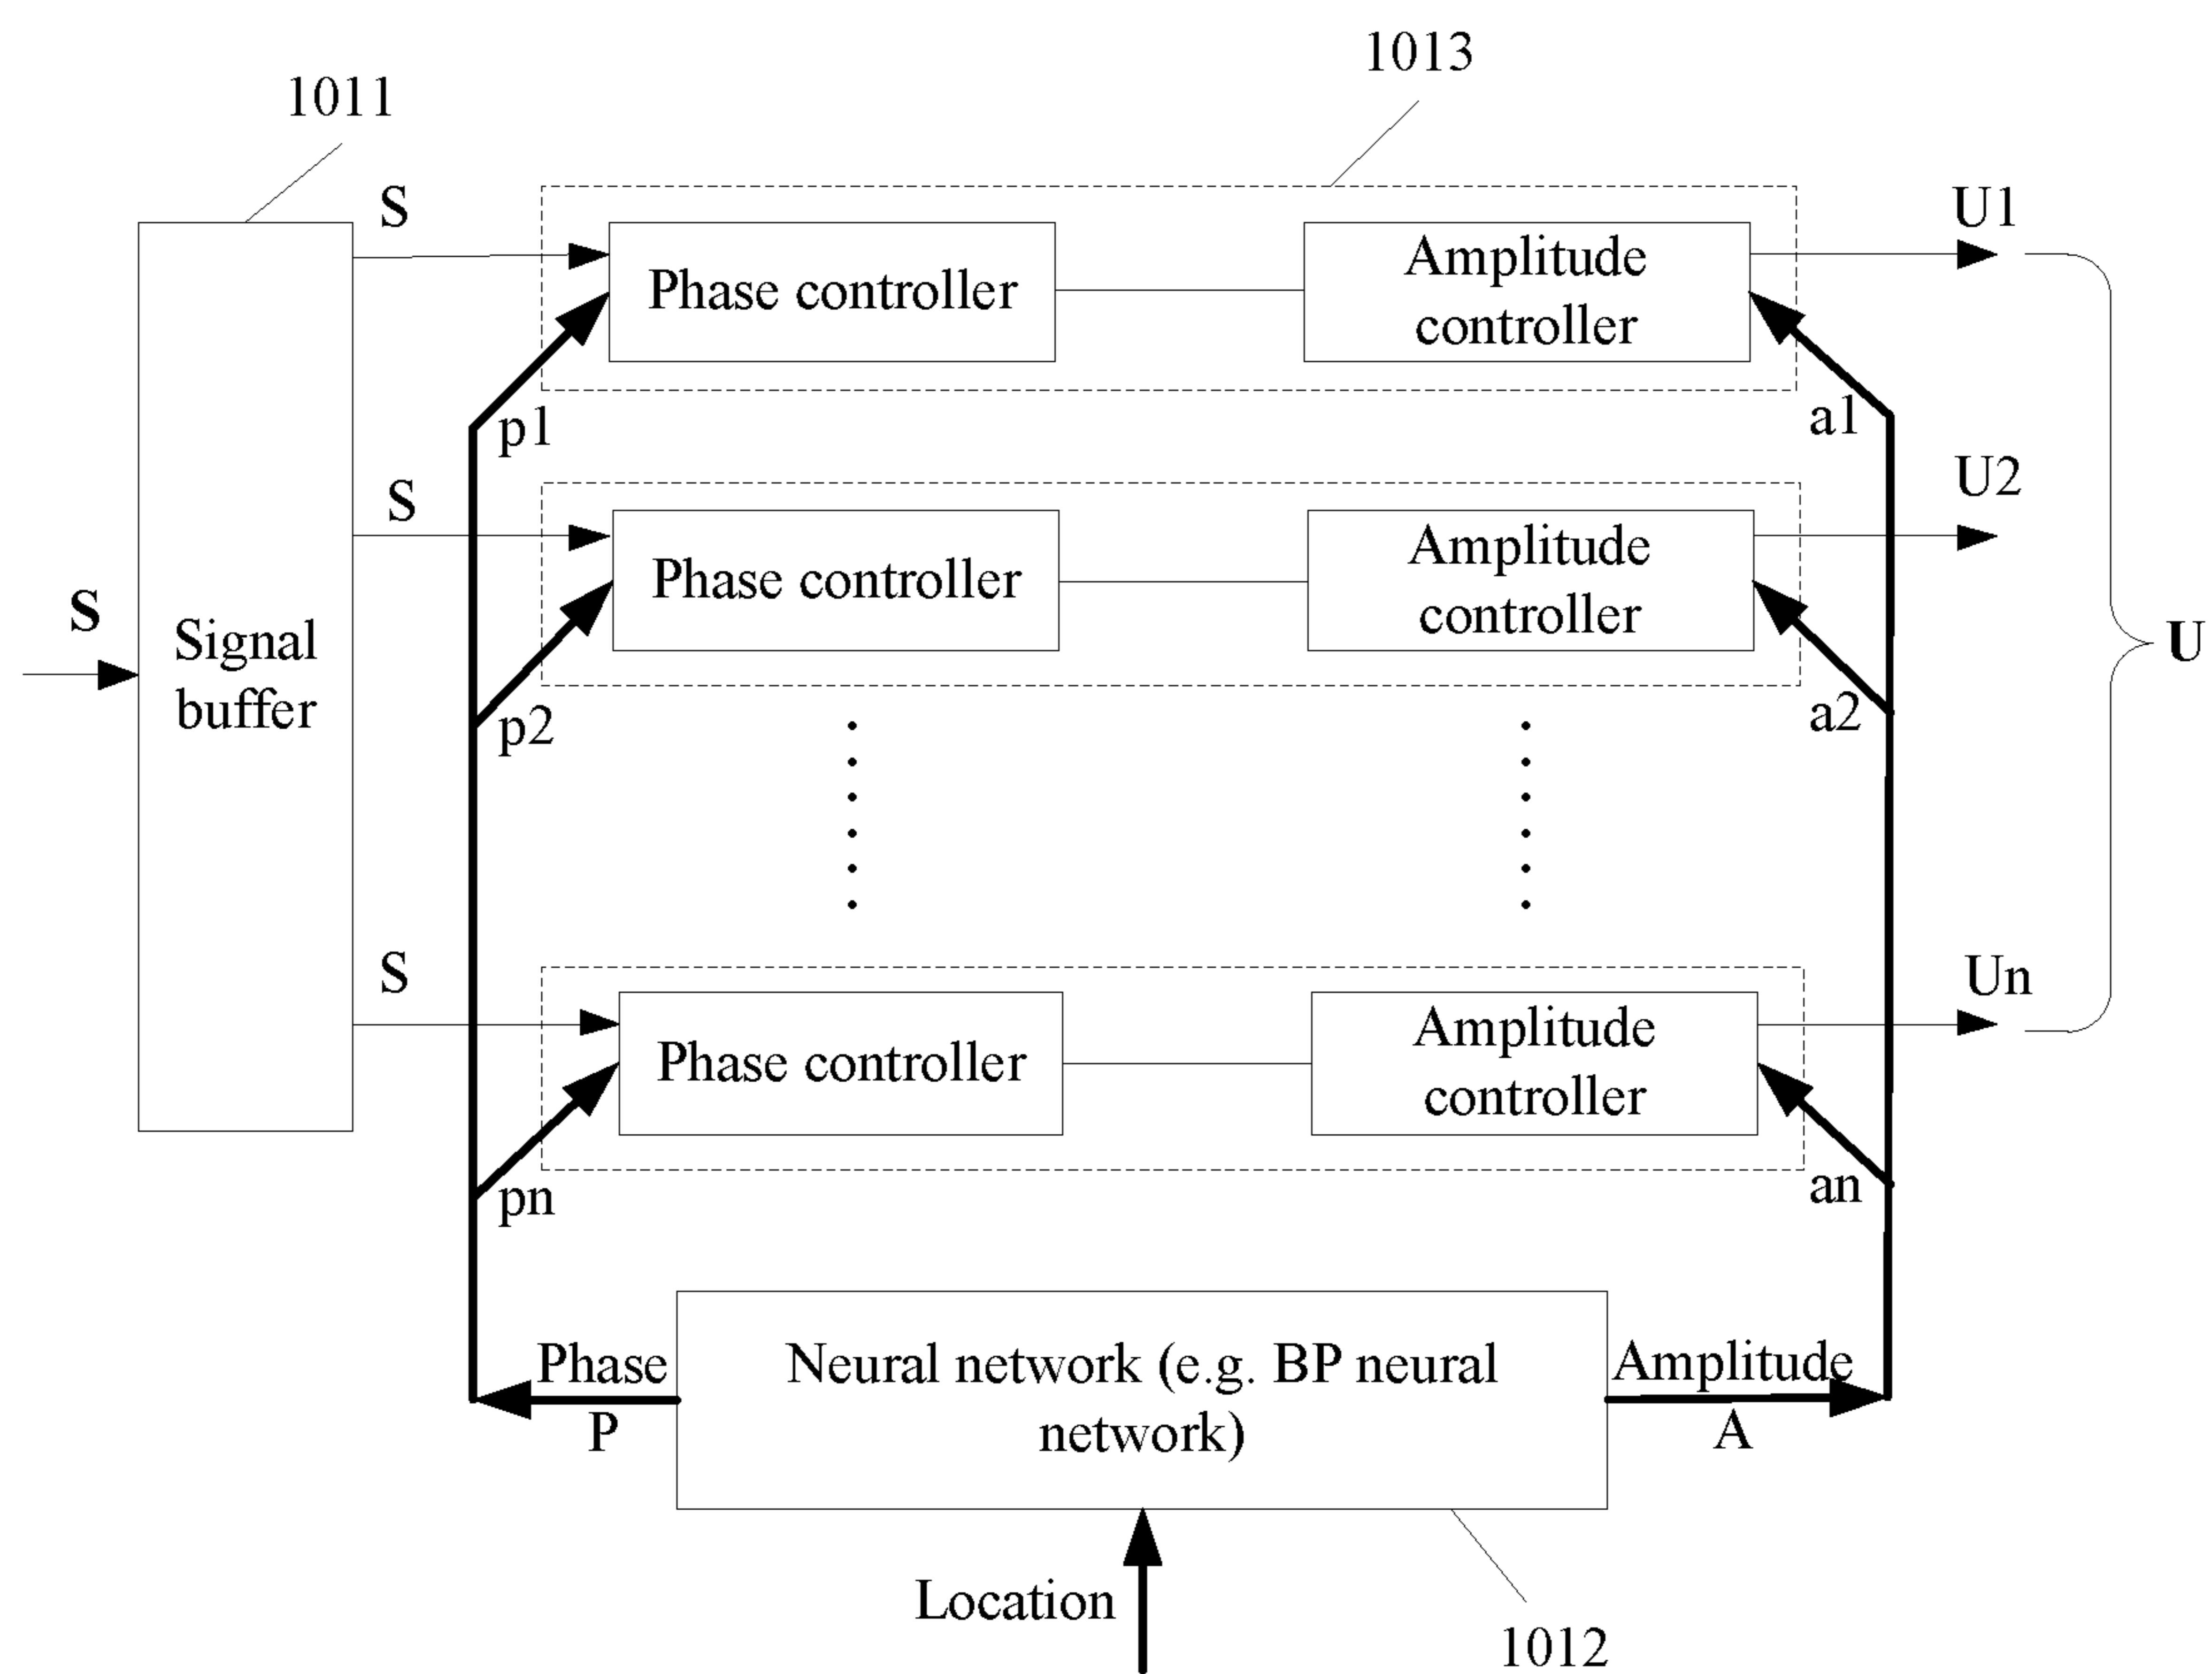 1013
1011
S
U1
Phase controller
Amplitude
controller
p1
a1
S
U2
Phase controller
Amplitude
controller
S
Signal
buffer
U
p2
a2
S
Un
Phase controller
Amplitude
controller
pn
an
Phase
P
Neural network (e.g. BP neural
network)
Amplitude
A
Location
1012